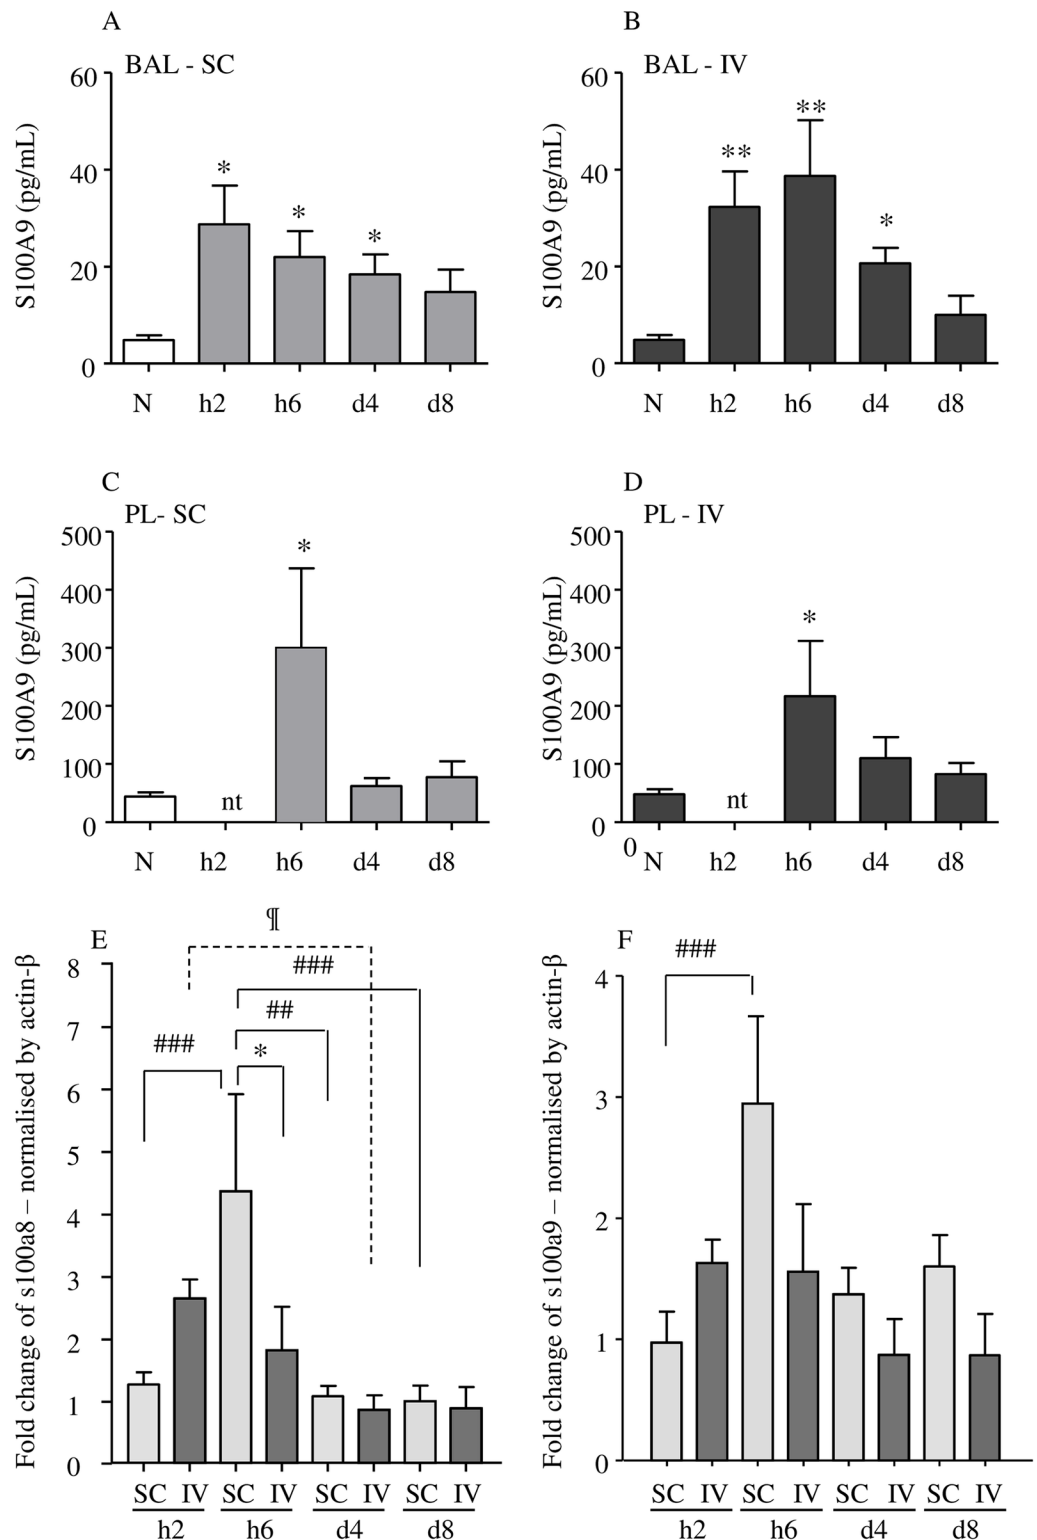 A
BAL - SC
S100A9 (pg/mL)
60
40
20
0
*
*
*
N h2 h6 d4 d8
B
BAL - IV
S100A9 (pg/mL)
60
40
20
0
**
**
*
N h2 h6 d4 d8
C
PL- SC
S100A9 (pg/mL)
500
400
300
200
100
0
*
nt
N h2 h6 d4 d8
D
PL - IV
S100A9 (pg/mL)
500
400
300
200
100
0
0
*
nt
N h2 h6 d4 d8
E
Fold change of s100a8 – normalised by actin-β
8
7
6
5
4
3
2
1
0
¶
###
##
###
*
SC IV SC IV SC IV SC IV
h2 h6 d4 d8
F
Fold change of s100a9 – normalised by actin-β
4
3
2
1
0
###
SC IV SC IV SC IV SC IV
h2 h6 d4 d8